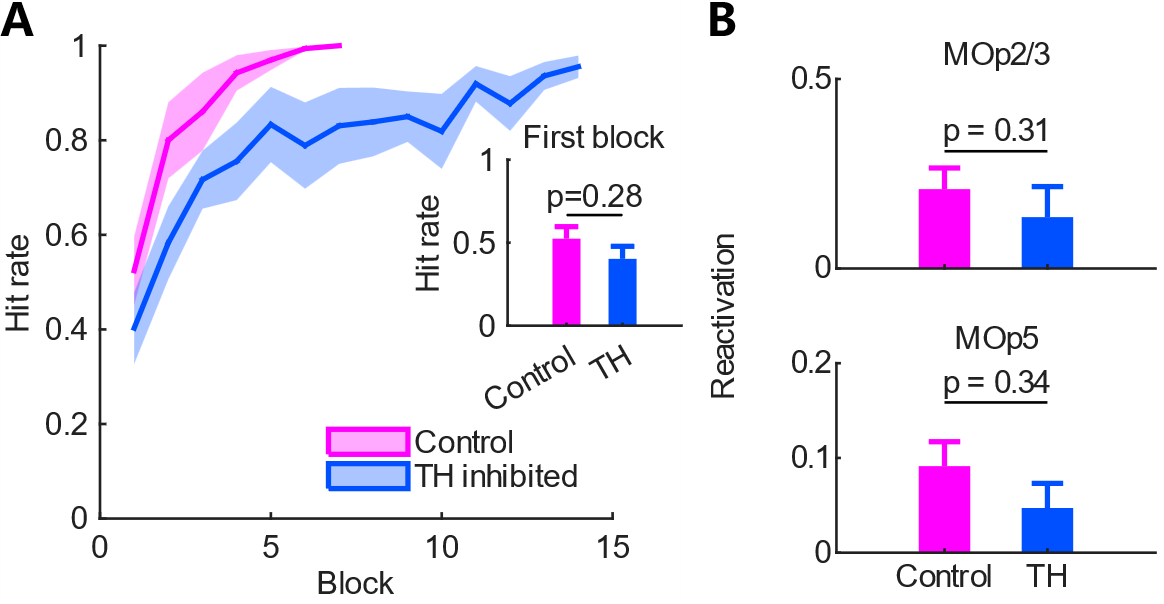 A
Hit rate
1
0.8
0.6
0.4
0.2
0
0
5
10
15
Block
First block
Hit rate
1
0.5
0
p=0.28
Control
TH
Control
TH inhibited
B
Reactivation
MOp2/3
0.5
0
p = 0.31
MOp5
0.2
0.1
0
p = 0.34
Control
TH